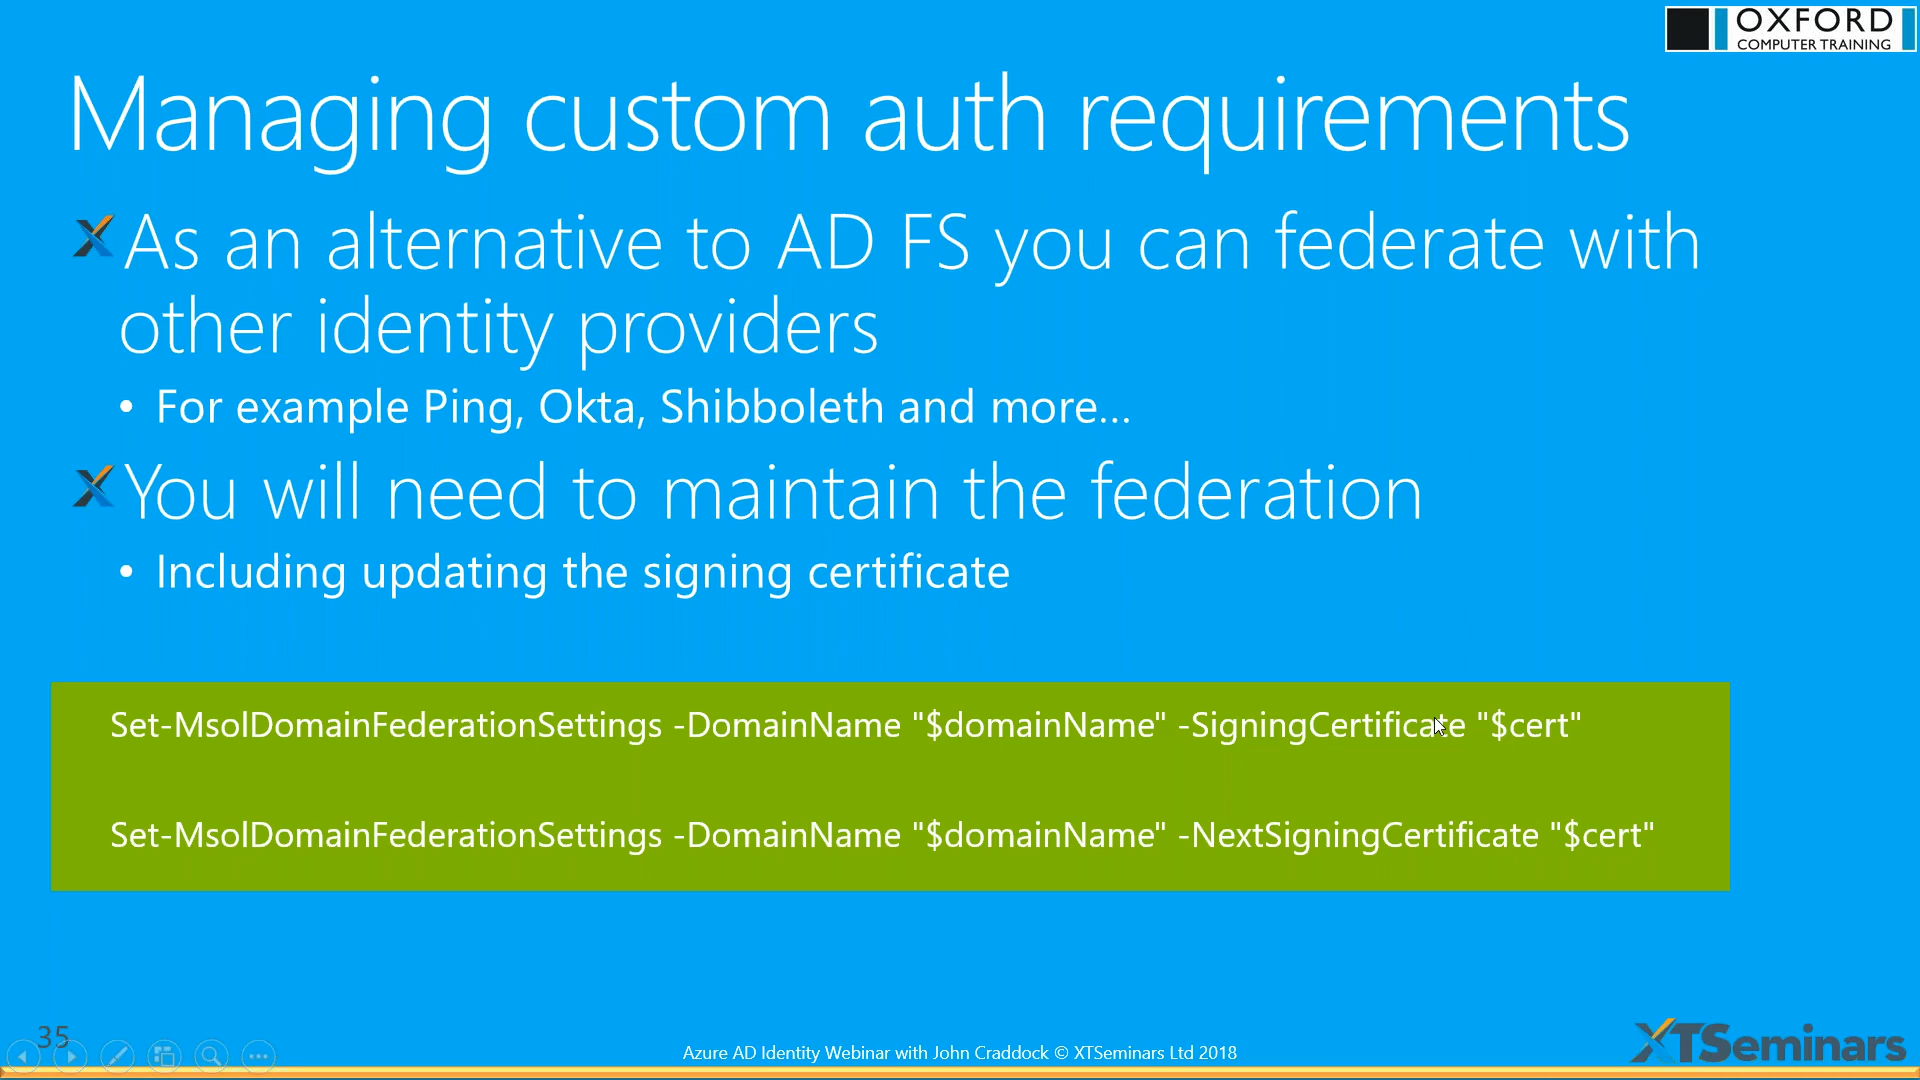 OXFORD
COMPUTER TRAINING
Managing custom auth requirements
As an alternative to AD FS you can federate with
other identity providers
• For example Ping, Okta, Shibboleth and more...
You will need to maintain the federation
• Including updating the signing certificate
Set-MsolDomainFederationSettings -DomainName "$domainName" -SigningCertificate "$cert"
Set-MsolDomainFederationSettings -DomainName "$domainName" -NextSigningCertificate "$cert"
35
Azure AD Identity Webinar with John Craddock © XTSeminars Ltd 2018
XTSeminars